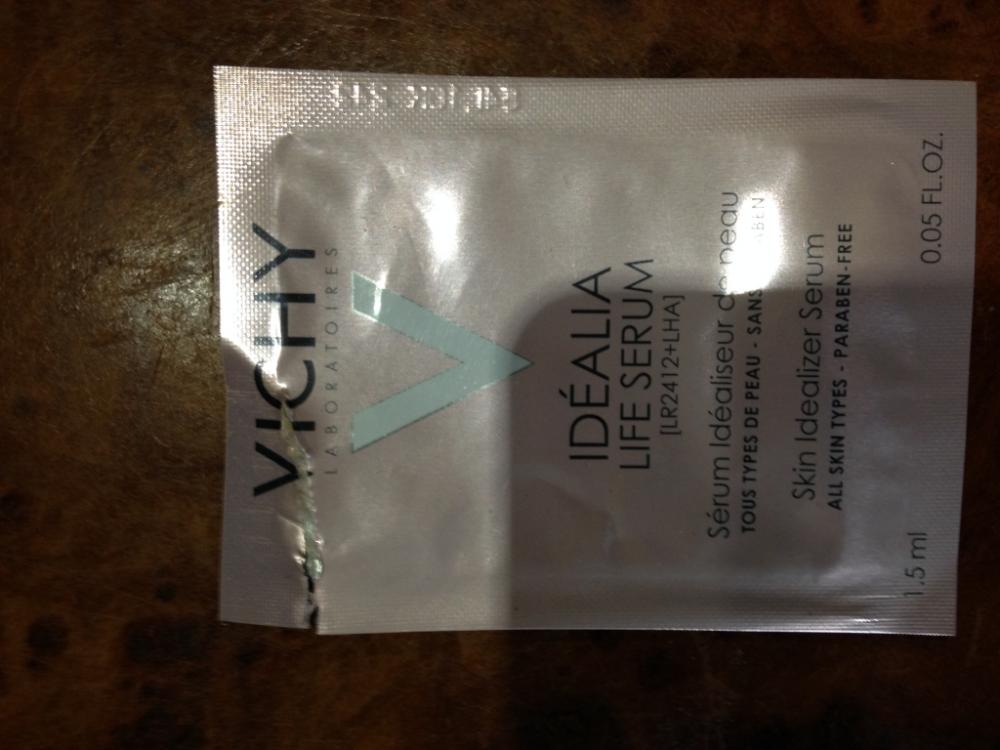 VICHY
LABORATOIRES
IDÉALIA
LIFE SERUM
[LR2412+LHA]
Sérum Idéaliseur de peau
TOUS TYPES DE PEAU - SANS PARABEN
Skin Idealizer Serum
ALL SKIN TYPES - PARABEN-FREE
1.5 ml 0.05 FL.OZ.